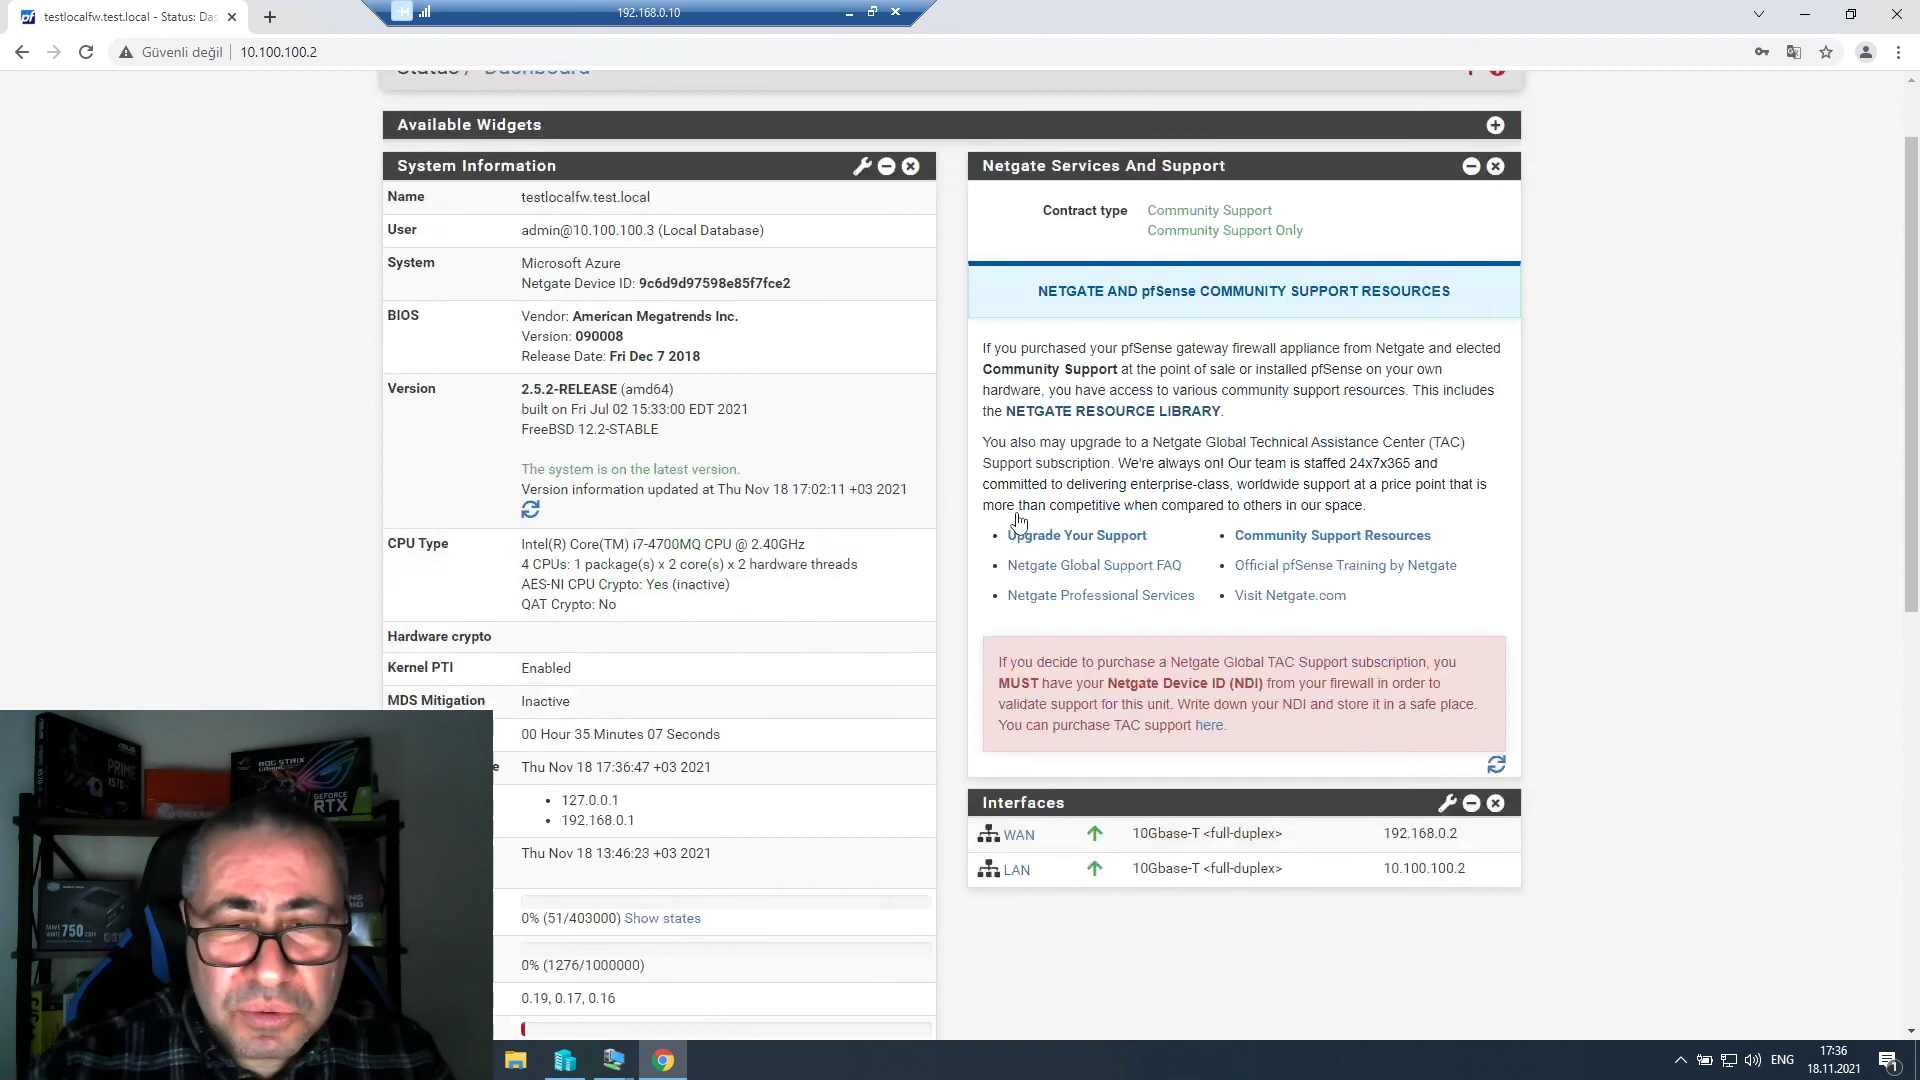 testlocalfw.test.local - Status: Das
192.168.0.10
Güvenli değil
10.100.100.2
Status / Dashboard
Available Widgets
System Information
Name testlocalfw.test.local
User admin@10.100.100.3 (Local Database)
System Microsoft Azure
Netgate Device ID: 9c6d9d97598e85f7fce2
BIOS Vendor: American Megatrends Inc.
Version: 090008
Release Date: Fri Dec 7 2018
Version 2.5.2-RELEASE (amd64)
built on Fri Jul 02 15:33:00 EDT 2021
FreeBSD 12.2-STABLE
The system is on the latest version.
Version information updated at Thu Nov 18 17:02:11 +03 2021
CPU Type Intel(R) Core(TM) i7-4700MQ CPU @ 2.40GHz
4 CPUs: 1 package(s) x 2 core(s) x 2 hardware threads
AES-NI CPU Crypto: Yes (inactive)
QAT Crypto: No
Hardware crypto
Kernel PTI Enabled
MDS Mitigation Inactive
00 Hour 35 Minutes 07 Seconds
e Thu Nov 18 17:36:47 +03 2021
• 127.0.0.1
• 192.168.0.1
Thu Nov 18 13:46:23 +03 2021
0% (51/403000) Show states
0% (1276/1000000)
0.19, 0.17, 0.16
Netgate Services And Support
Contract type Community Support
Community Support Only
NETGATE AND pfSense COMMUNITY SUPPORT RESOURCES
If you purchased your pfSense gateway firewall appliance from Netgate and elected
Community Support at the point of sale or installed pfSense on your own
hardware, you have access to various community support resources. This includes
the NETGATE RESOURCE LIBRARY.
You also may upgrade to a Netgate Global Technical Assistance Center (TAC)
Support subscription. We're always on! Our team is staffed 24x7x365 and
committed to delivering enterprise-class, worldwide support at a price point that is
more than competitive when compared to others in our space.
• Upgrade Your Support
• Community Support Resources
• Netgate Global Support FAQ
• Official pfSense Training by Netgate
• Netgate Professional Services
• Visit Netgate.com
If you decide to purchase a Netgate Global TAC Support subscription, you
MUST have your Netgate Device ID (NDI) from your firewall in order to
validate support for this unit. Write down your NDI and store it in a safe place.
You can purchase TAC support here.
Interfaces
WAN 10Gbase-T <full-duplex> 192.168.0.2
LAN 10Gbase-T <full-duplex> 10.100.100.2
PRIME
X570
ROG STRIX
GEFORCE
RTX
MWE
750
ENG
17:36
18.11.2021
1